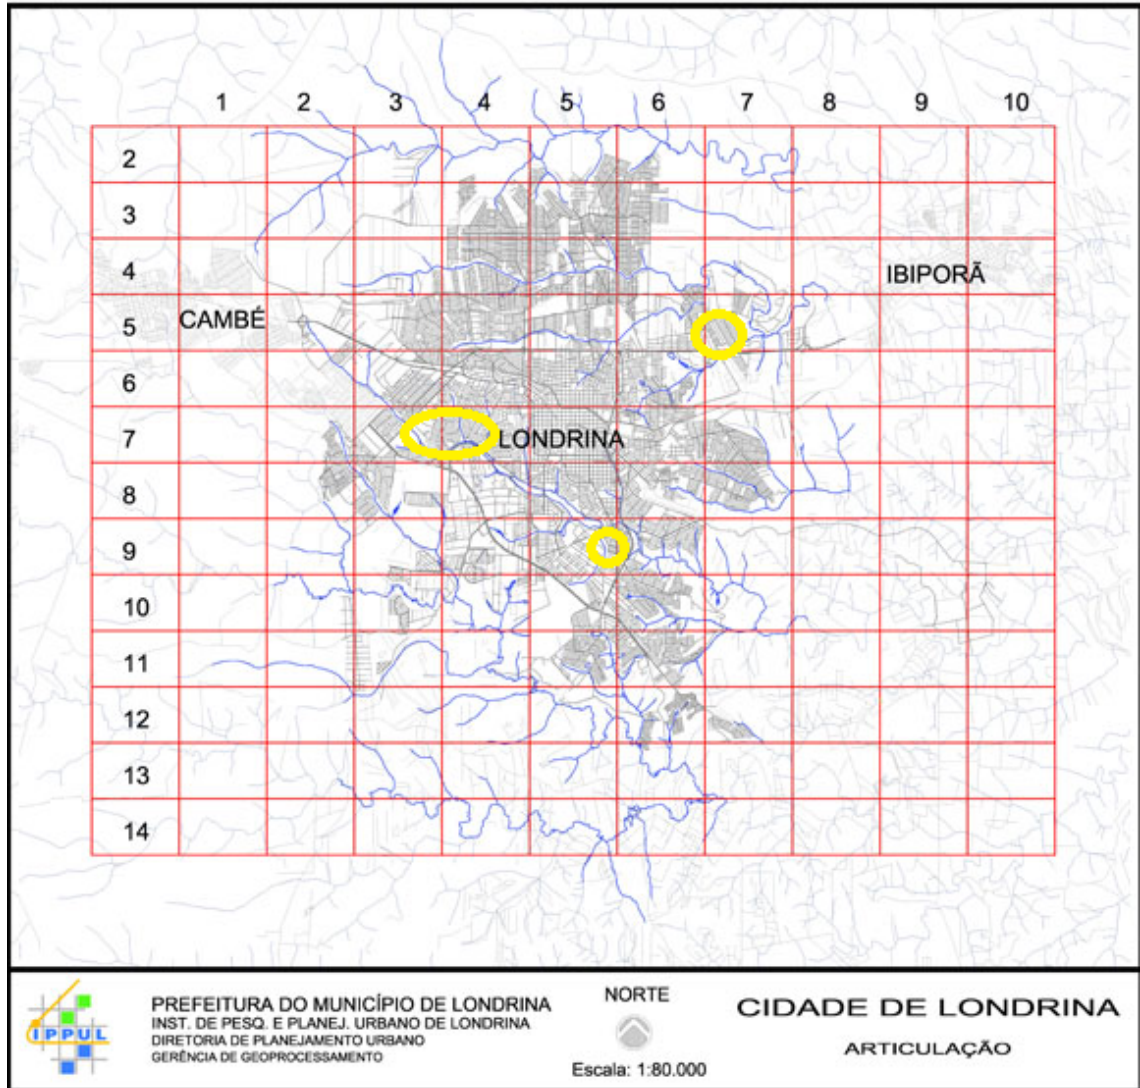 1 2 3 4 5 6 7 8 9 10
2
3
4
IBIPORÃ
5
CAMBÉ
6
7
LONDRINA
8
9
10
11
12
13
14
IPPUL
PREFEITURA DO MUNICÍPIO DE LONDRINA
INST. DE PESQ. E PLANEJ. URBANO DE LONDRINA
DIRETORIA DE PLANEJAMENTO URBANO
GERÊNCIA DE GEOPROCESSAMENTO
NORTE
Escala: 1:80.000
CIDADE DE LONDRINA
ARTICULAÇÃO